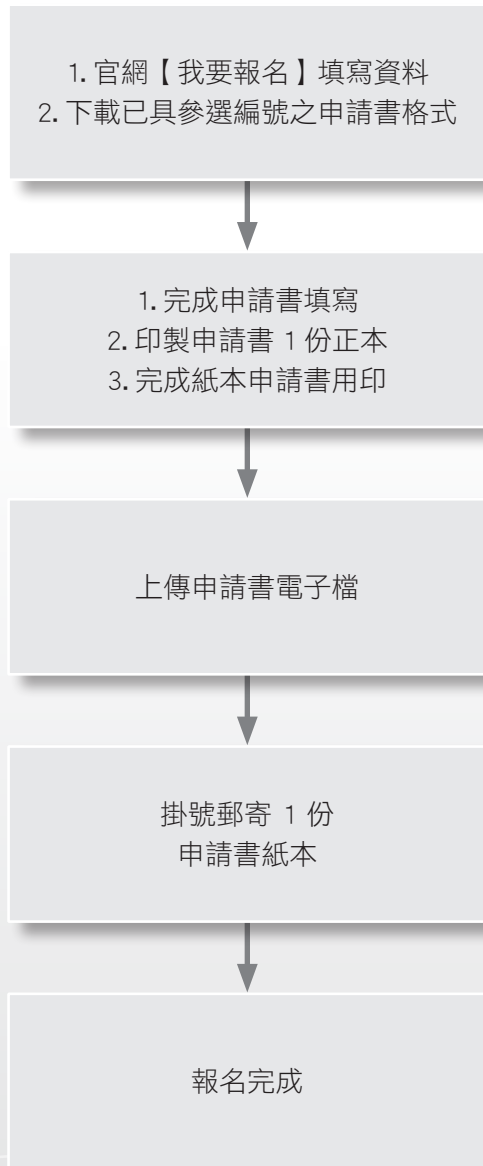 1. 官網【我要報名】填寫資料
2. 下載已具參選編號之申請書格式
1. 完成申請書填寫
2. 印製申請書 1 份正本
3. 完成紙本申請書用印
上傳申請書電子檔
掛號郵寄 1 份
申請書紙本
報名完成